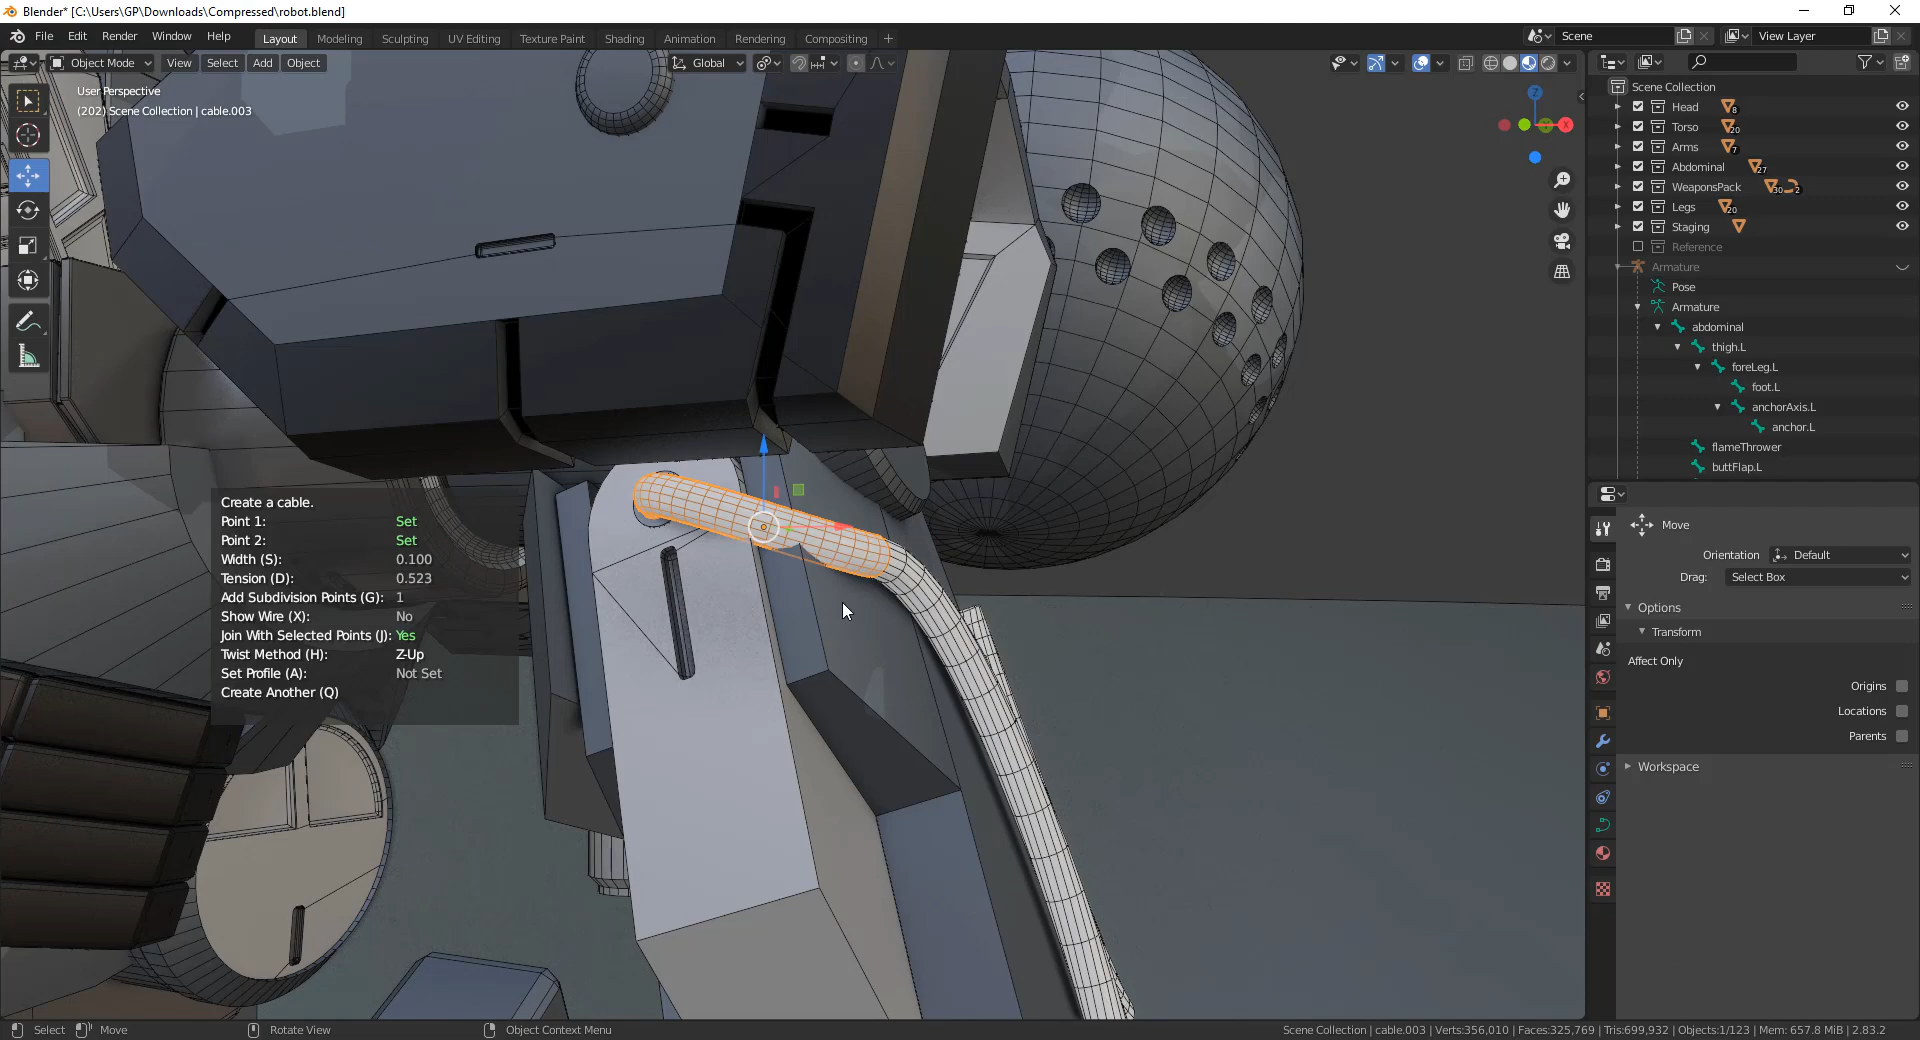 Blender* [C:\Users\GP\Downloads\Compressed\robot.blend]
File Edit Render Window Help
Layout Modeling Sculpting UV Editing Texture Paint Shading Animation Rendering Compositing +
Scene
View Layer
Object Mode View Select Add Object
Global
User Perspective
(202) Scene Collection | cable.003
Z
X
Create a cable.
Point 1: Set
Point 2: Set
Width (S): 0.100
Tension (D): 0.523
Add Subdivision Points (G): 1
Show Wire (X): No
Join With Selected Points (J): Yes
Twist Method (H): Z-Up
Set Profile (A): Not Set
Create Another (Q)
Scene Collection
Head 8
Torso 20
Arms 7
Abdominal 27
WeaponsPack 30 2
Legs 20
Staging
Reference
Armature
Pose
Armature
abdominal
thigh.L
foreLeg.L
foot.L
anchorAxis.L
anchor.L
flameThrower
buttFlap.L
Move
Orientation Default
Drag: Select Box
Options
Transform
Affect Only
Origins
Locations
Parents
Workspace
Select Move Rotate View Object Context Menu
Scene Collection | cable.003 | Verts:356,010 | Faces:325,769 | Tris:699,932 | Objects:1/123 | Mem: 657.8 MiB | 2.83.2